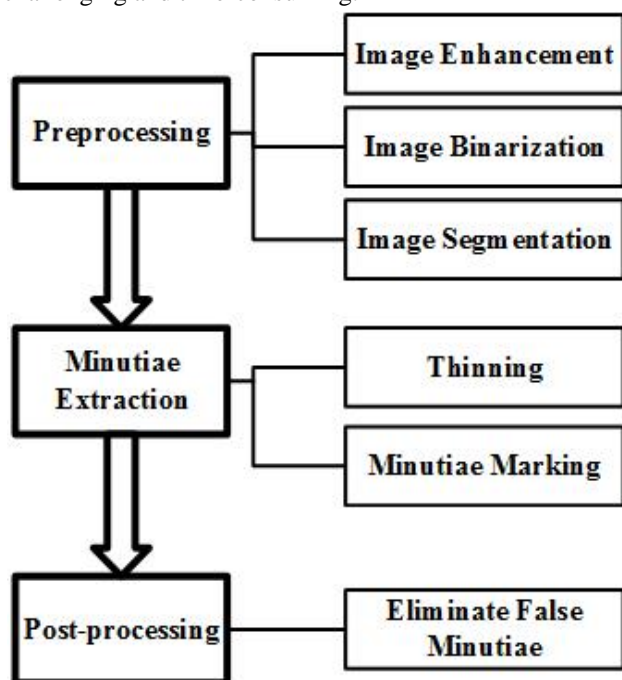 Image Enhancement
Preprocessing
Image Binarization
Image Segmentation
Minutiae
Extraction
Thinning
Minutiae Marking
Post-processing
Eliminate False
Minutiae